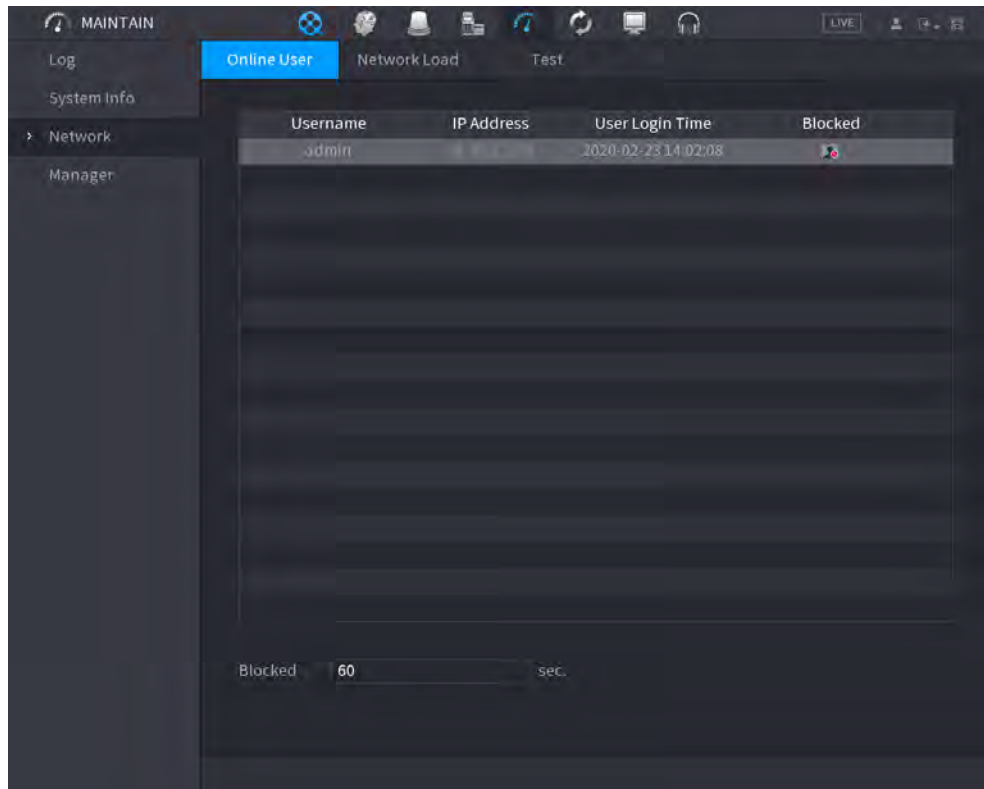 MAINTAIN LIVE
Log
Online User Network Load Test
System Info
Username IP Address User Login Time Blocked
Network
admin 2020-02-23 14:02:08
Manager
Blocked 60 sec.